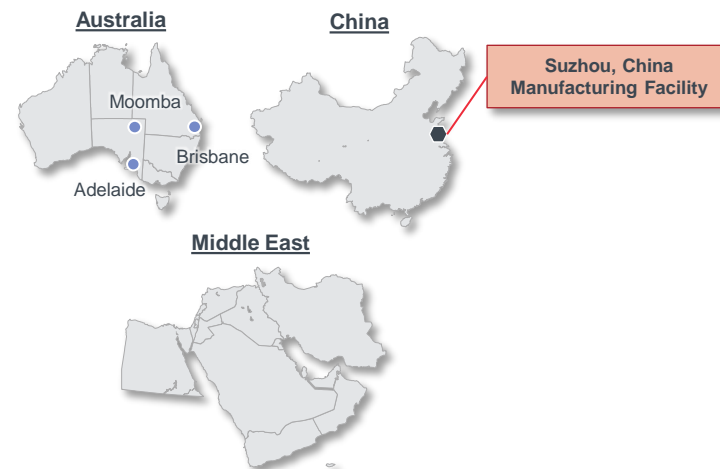 Australia
China
Suzhou, China
Manufacturing Facility
Moomba
Brisbane
Adelaide
Middle East